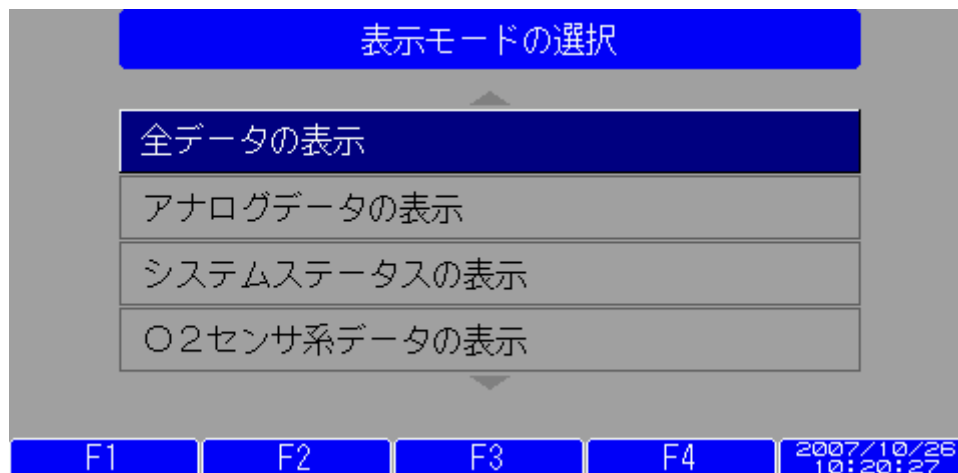 表示モードの選択
全データの表示
アナログデータの表示
システムステータスの表示
O2センサ系データの表示
F1 F2 F3 F4 2007/10/26
10:20:27